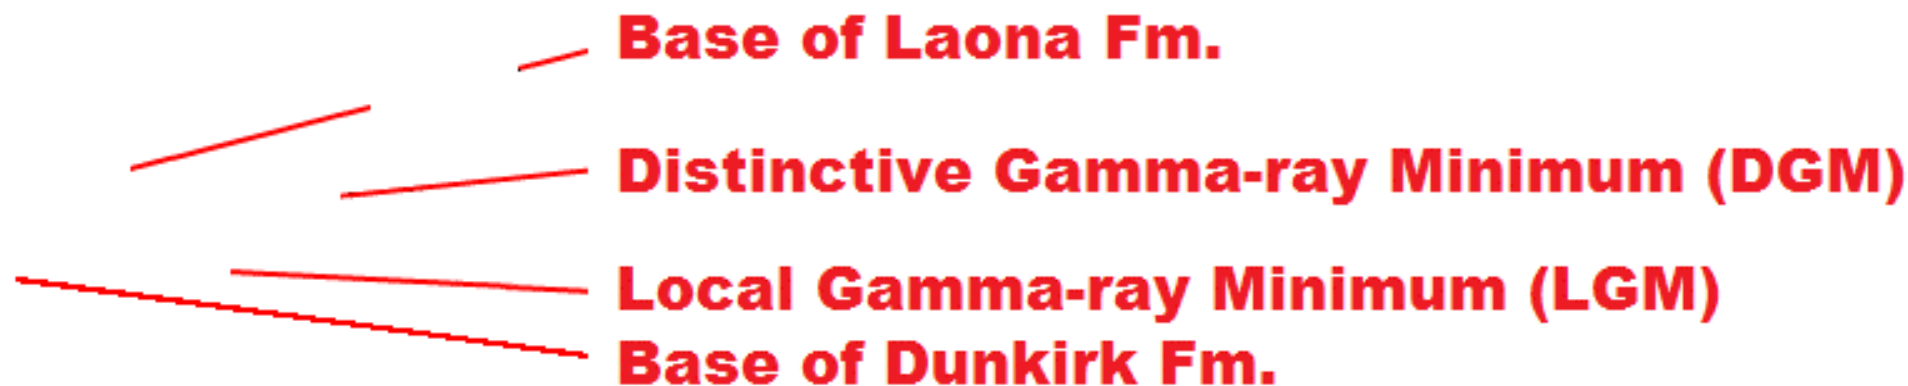 Base of Laona Fm.
Distinctive Gamma-ray Minimum (DGM)
Local Gamma-ray Minimum (LGM)
Base of Dunkirk Fm.